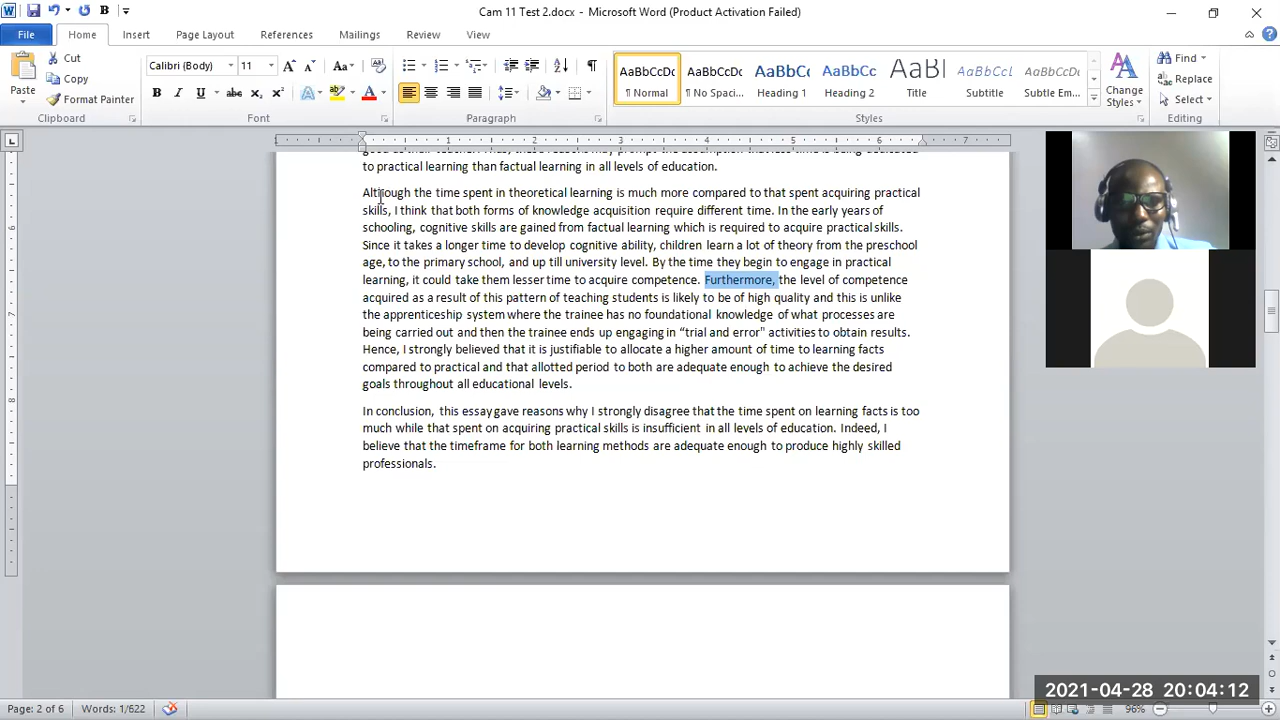 Cam 11 Test 2.docx - Microsoft Word (Product Activation Failed)
File Home Insert Page Layout References Mailings Review View
Paste
Cut
Copy
Format Painter
Clipboard
Calibri (Body) 11
Font
Paragraph
AaBbCcDc AaBbCcDc AaBbCc AaBbCc AaBl AaBbCcDc AaBbCcDc
¶ Normal ¶ No Spaci... Heading 1 Heading 2 Title Subtitle Subtle Em...
Styles
Change Styles
Find
Replace
Select
Editing
to practical learning than factual learning in all levels of education.
Although the time spent in theoretical learning is much more compared to that spent acquiring practical
skills, I think that both forms of knowledge acquisition require different time. In the early years of
schooling, cognitive skills are gained from factual learning which is required to acquire practical skills.
Since it takes a longer time to develop cognitive ability, children learn a lot of theory from the preschool
age, to the primary school, and up till university level. By the time they begin to engage in practical
learning, it could take them lesser time to acquire competence. Furthermore, the level of competence
acquired as a result of this pattern of teaching students is likely to be of high quality and this is unlike
the apprenticeship system where the trainee has no foundational knowledge of what processes are
being carried out and then the trainee ends up engaging in “trial and error" activities to obtain results.
Hence, I strongly believed that it is justifiable to allocate a higher amount of time to learning facts
compared to practical and that allotted period to both are adequate enough to achieve the desired
goals throughout all educational levels.
In conclusion, this essay gave reasons why I strongly disagree that the time spent on learning facts is too
much while that spent on acquiring practical skills is insufficient in all levels of education. Indeed, I
believe that the timeframe for both learning methods are adequate enough to produce highly skilled
professionals.
2021-04-28 20:04:12
Page: 2 of 6 Words: 1/622 96%